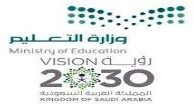 وزارة التعليم
Ministry of Education
VISION رؤية
2030
المملكة العربية السعودية
KINGDOM OF SAUDI ARABIA